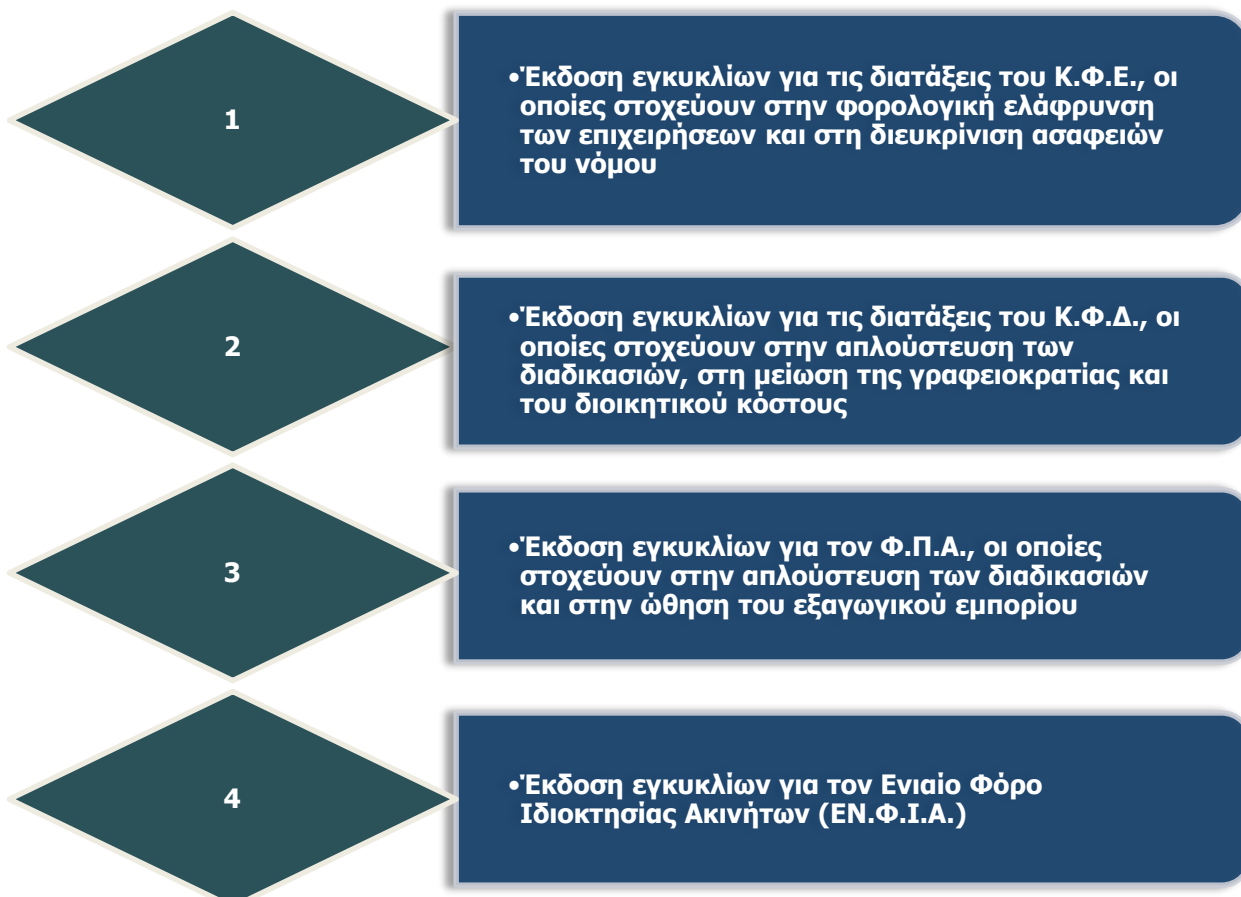 1
•Έκδοση εγκυκλίων για τις διατάξεις του Κ.Φ.Ε., οι
οποίες στοχεύουν στην φορολογική ελάφρυνση
των επιχειρήσεων και στη διευκρίνιση ασαφειών
του νόμου
2
•Έκδοση εγκυκλίων για τις διατάξεις του Κ.Φ.Δ., οι
οποίες στοχεύουν στην απλούστευση των
διαδικασιών, στη μείωση της γραφειοκρατίας και
του διοικητικού κόστους
3
•Έκδοση εγκυκλίων για τον Φ.Π.Α., οι οποίες
στοχεύουν στην απλούστευση των διαδικασιών
και στην ώθηση του εξαγωγικού εμπορίου
4
•Έκδοση εγκυκλίων για τον Ενιαίο Φόρο
Ιδιοκτησίας Ακινήτων (ΕΝ.Φ.Ι.Α.)